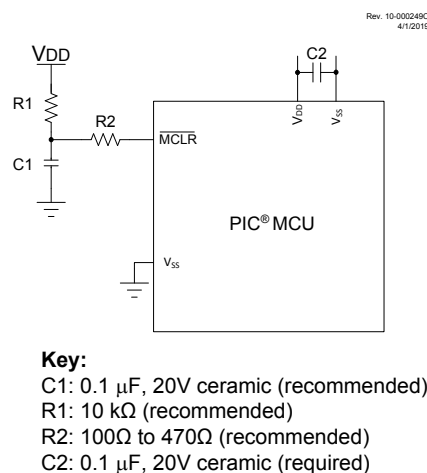 Rev. 10-000249C
4/1/2019
C2
VDD
R1
R2
C1
MCLR
VDD
VSS
PIC® MCU
VSS
Key:
C1: 0.1 μF, 20V ceramic (recommended)
R1: 10 kΩ (recommended)
R2: 100Ω to 470Ω (recommended)
C2: 0.1 μF, 20V ceramic (required)